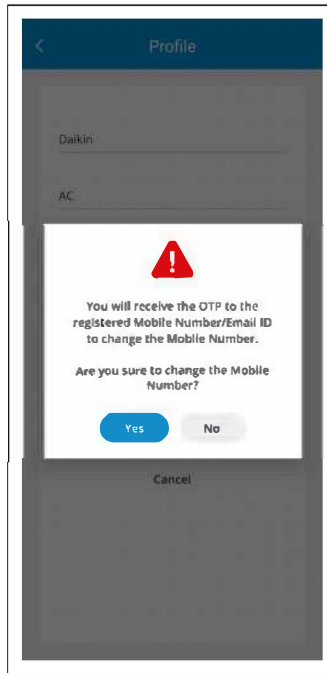 Profile
Daikin
AC
You will receive the OTP to the
registered Mobile Number/Email ID
to change the Mobile Number.
Are you sure to change the Mobile
Number?
Yes No
Cancel